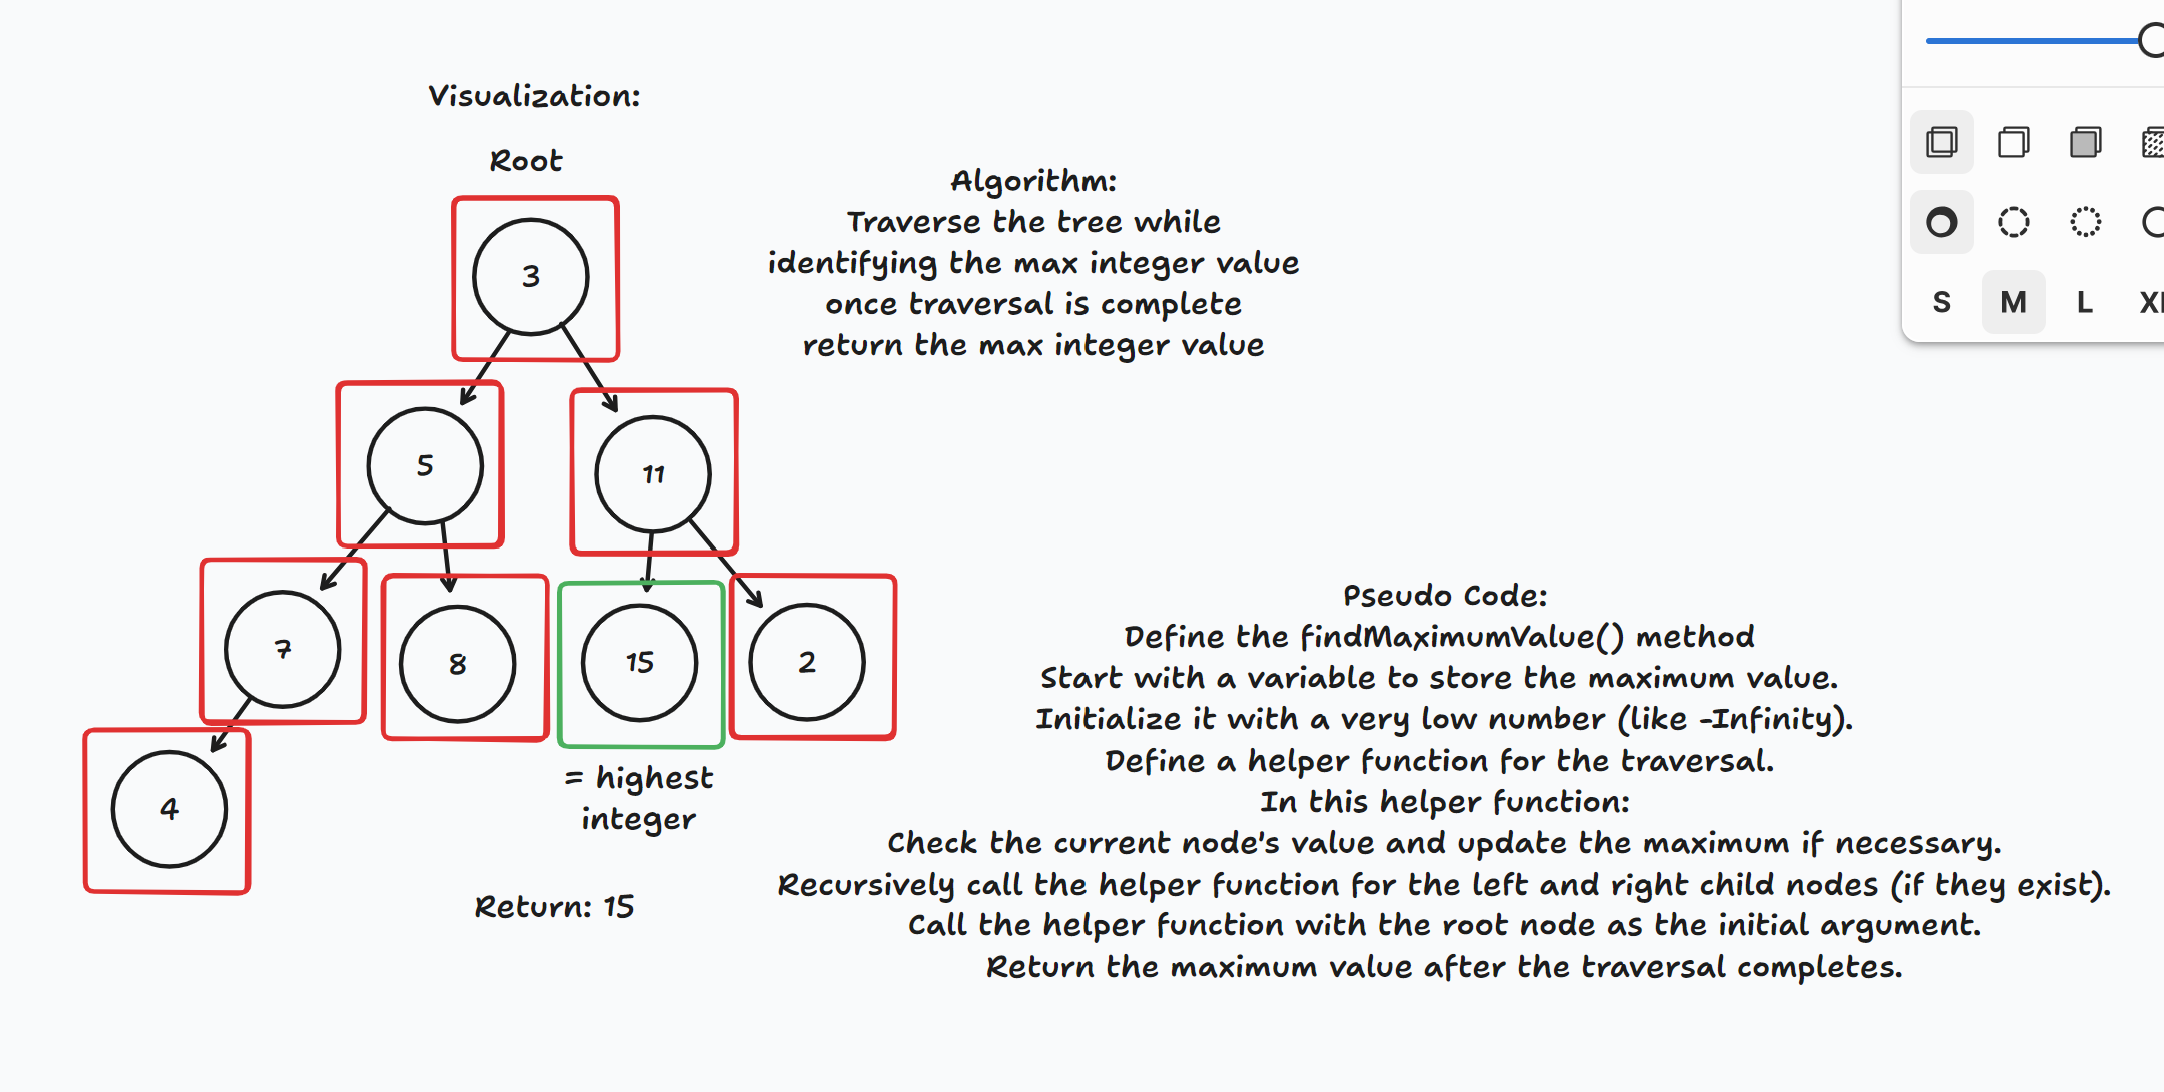 Visualization:
Root
3
5
11
7
8
15
2
4
= highest
integer
Return: 15
Algorithm:
Traverse the tree while
identifying the max integer value
once traversal is complete
return the max integer value
Pseudo Code:
Define the findMaximumValue() method
Start with a variable to store the maximum value.
Initialize it with a very low number (like -Infinity).
Define a helper function for the traversal.
In this helper function:
Check the current node's value and update the maximum if necessary.
Recursively call the helper function for the left and right child nodes (if they exist).
Call the helper function with the root node as the initial argument.
Return the maximum value after the traversal completes.
S M L